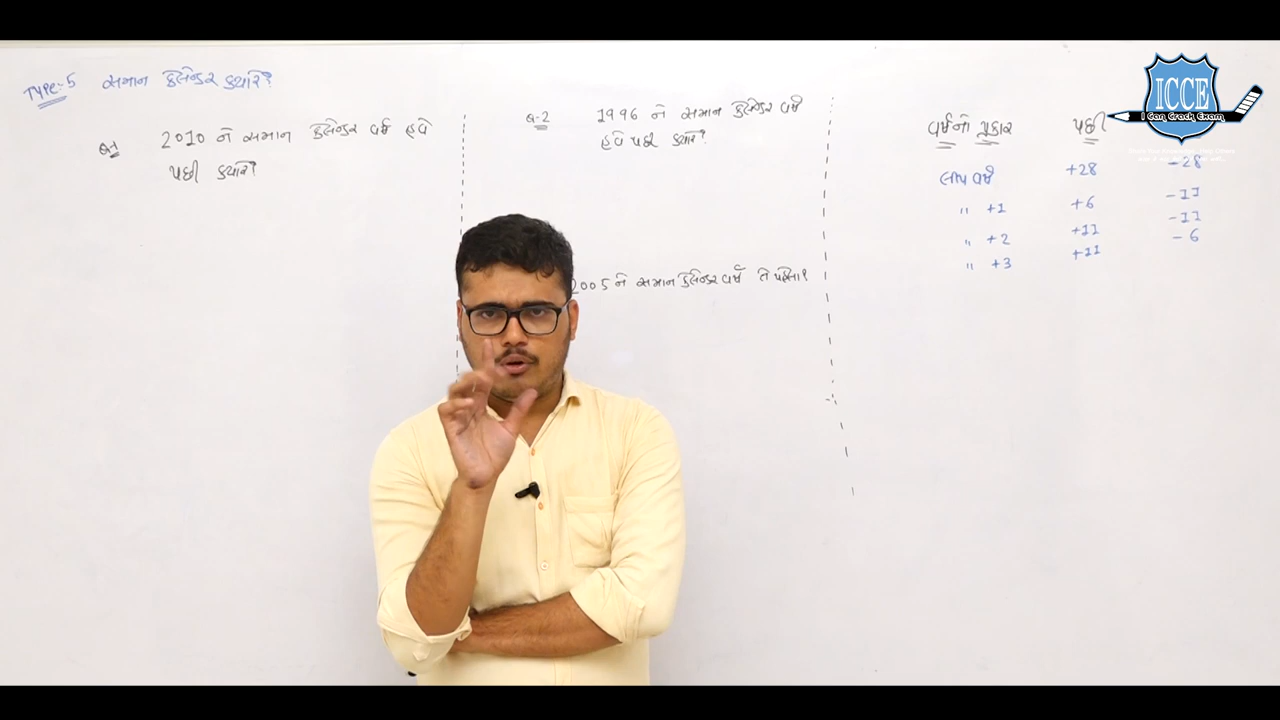 TYPE:-5 સમાન કેલેન્ડર ક્યારે?
Q-1 2010 ને સમાન કેલેન્ડર વર્ષ હવે
પછી ક્યારે?
Q-2 1996 ને સમાન કેલેન્ડર વર્ષ
હવે પછી ક્યારે?
2005 ને સમાન કેલેન્ડર વર્ષ તે પહેલા?
વર્ષનો પ્રકાર પછી
લીપ વર્ષ +28 -28
" +1 +6 -11
" +2 +11 -11
" +3 +11 -6
ICCE
I Can Crack Exam